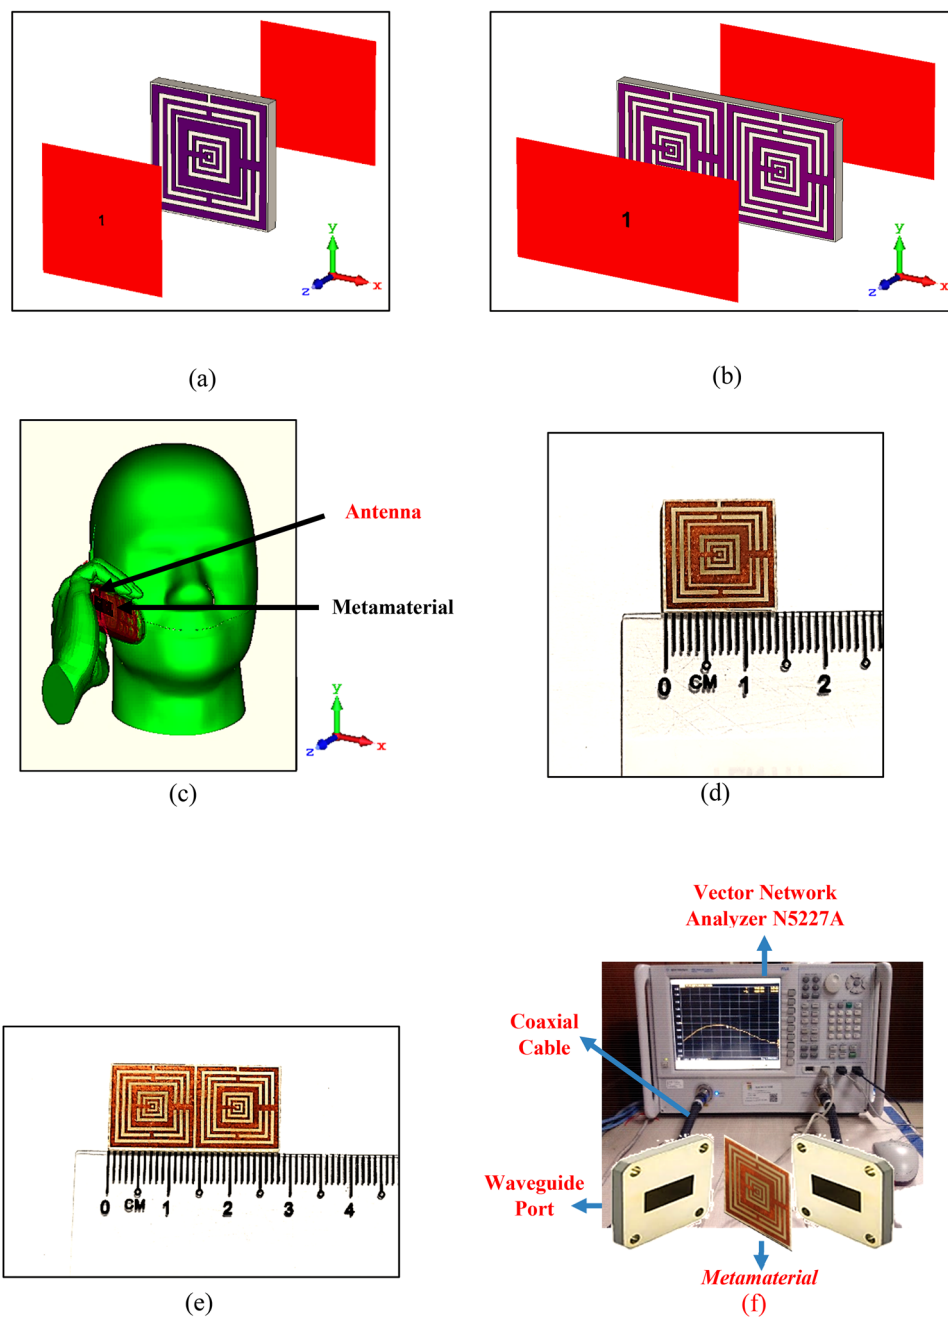 1
y
x
z
(a)
1
y
x
z
(b)
Antenna
Metamaterial
y
x
z
(c)
0 CM 1 2
(d)
0 CM 1 2 3 4
(e)
Vector Network
Analyzer N5227A
Coaxial
Cable
Waveguide
Port
Metamaterial
(f)